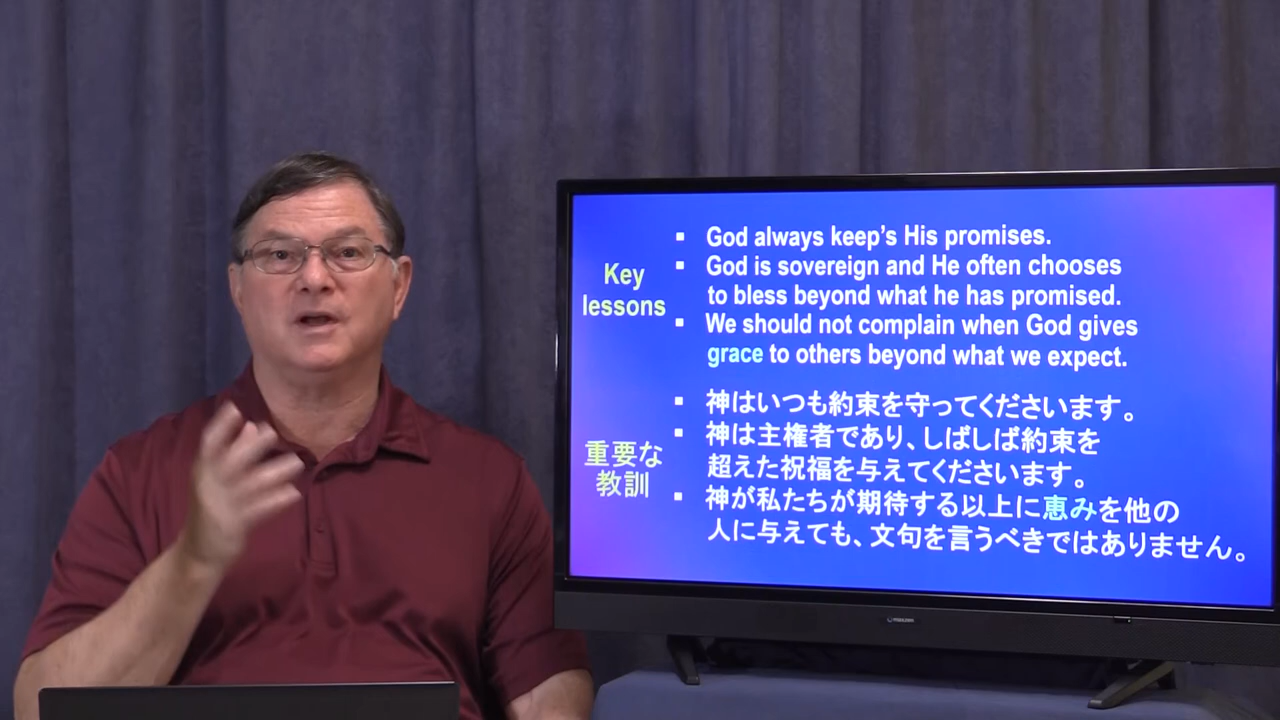 Key
lessons
▪ God always keep's His promises.
▪ God is sovereign and He often chooses
to bless beyond what he has promised.
▪ We should not complain when God gives
grace to others beyond what we expect.
重要な
教訓
▪ 神はいつも約束を守ってくださいます。
▪ 神は主権者であり、しばしば約束を
超えた祝福を与えてくださいます。
▪ 神が私たちが期待する以上に恵みを他の
人に与えても、文句を言うべきではありません。